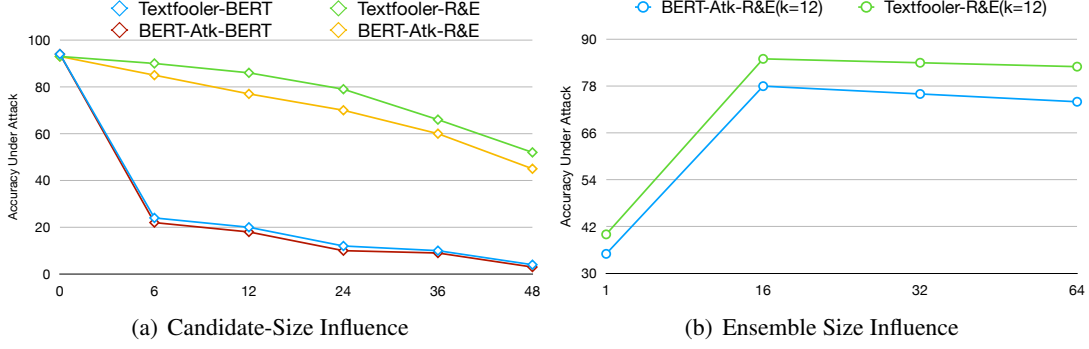 Textfooler-BERT
Textfooler-R&E
BERT-Atk-BERT
BERT-Atk-R&E
Accuracy Under Attack
100
80
60
40
20
0
0 6 12 24 36 48
(a) Candidate-Size Influence
BERT-Atk-R&E(k=12)
Textfooler-R&E(k=12)
Accuracy Under Attack
90
78
66
54
42
30
1 16 32 64
(b) Ensemble Size Influence